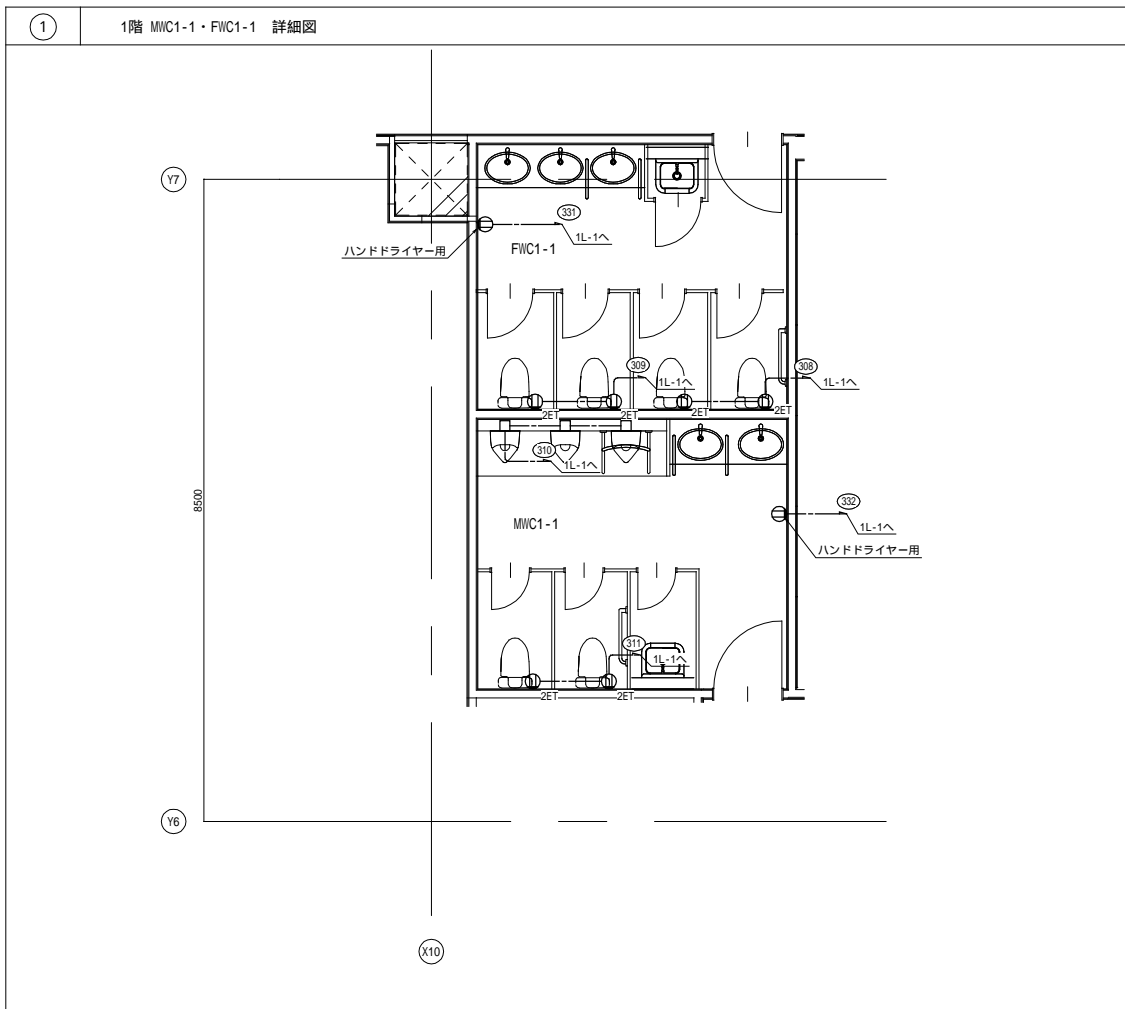 1
1階 MWC1-1・FWC1-1 詳細図
Y7
331
1L-1へ
ハンドドライヤー用
FWC1-1
309
1L-1へ
308
1L-1へ
2ET
2ET
2ET
2ET
310
1L-1へ
8500
MWC1-1
332
1L-1へ
ハンドドライヤー用
311
1L-1へ
2ET
2ET
Y6
X10